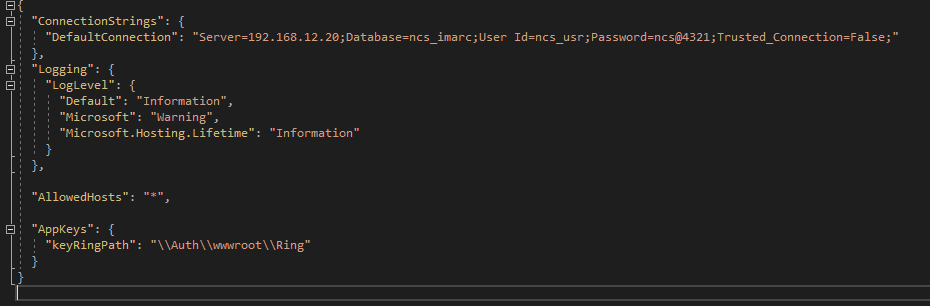 {
"ConnectionStrings": {
"DefaultConnection": "Server=192.168.12.20;Database=ncs_imarc;User Id=ncs_usr;Password=ncs@4321;Trusted_Connection=False;"
},
"Logging": {
"LogLevel": {
"Default": "Information",
"Microsoft": "Warning",
"Microsoft.Hosting.Lifetime": "Information"
}
},
"AllowedHosts": "*",
"AppKeys": {
"keyRingPath": "\\Auth\\wwwroot\\Ring"
}
}